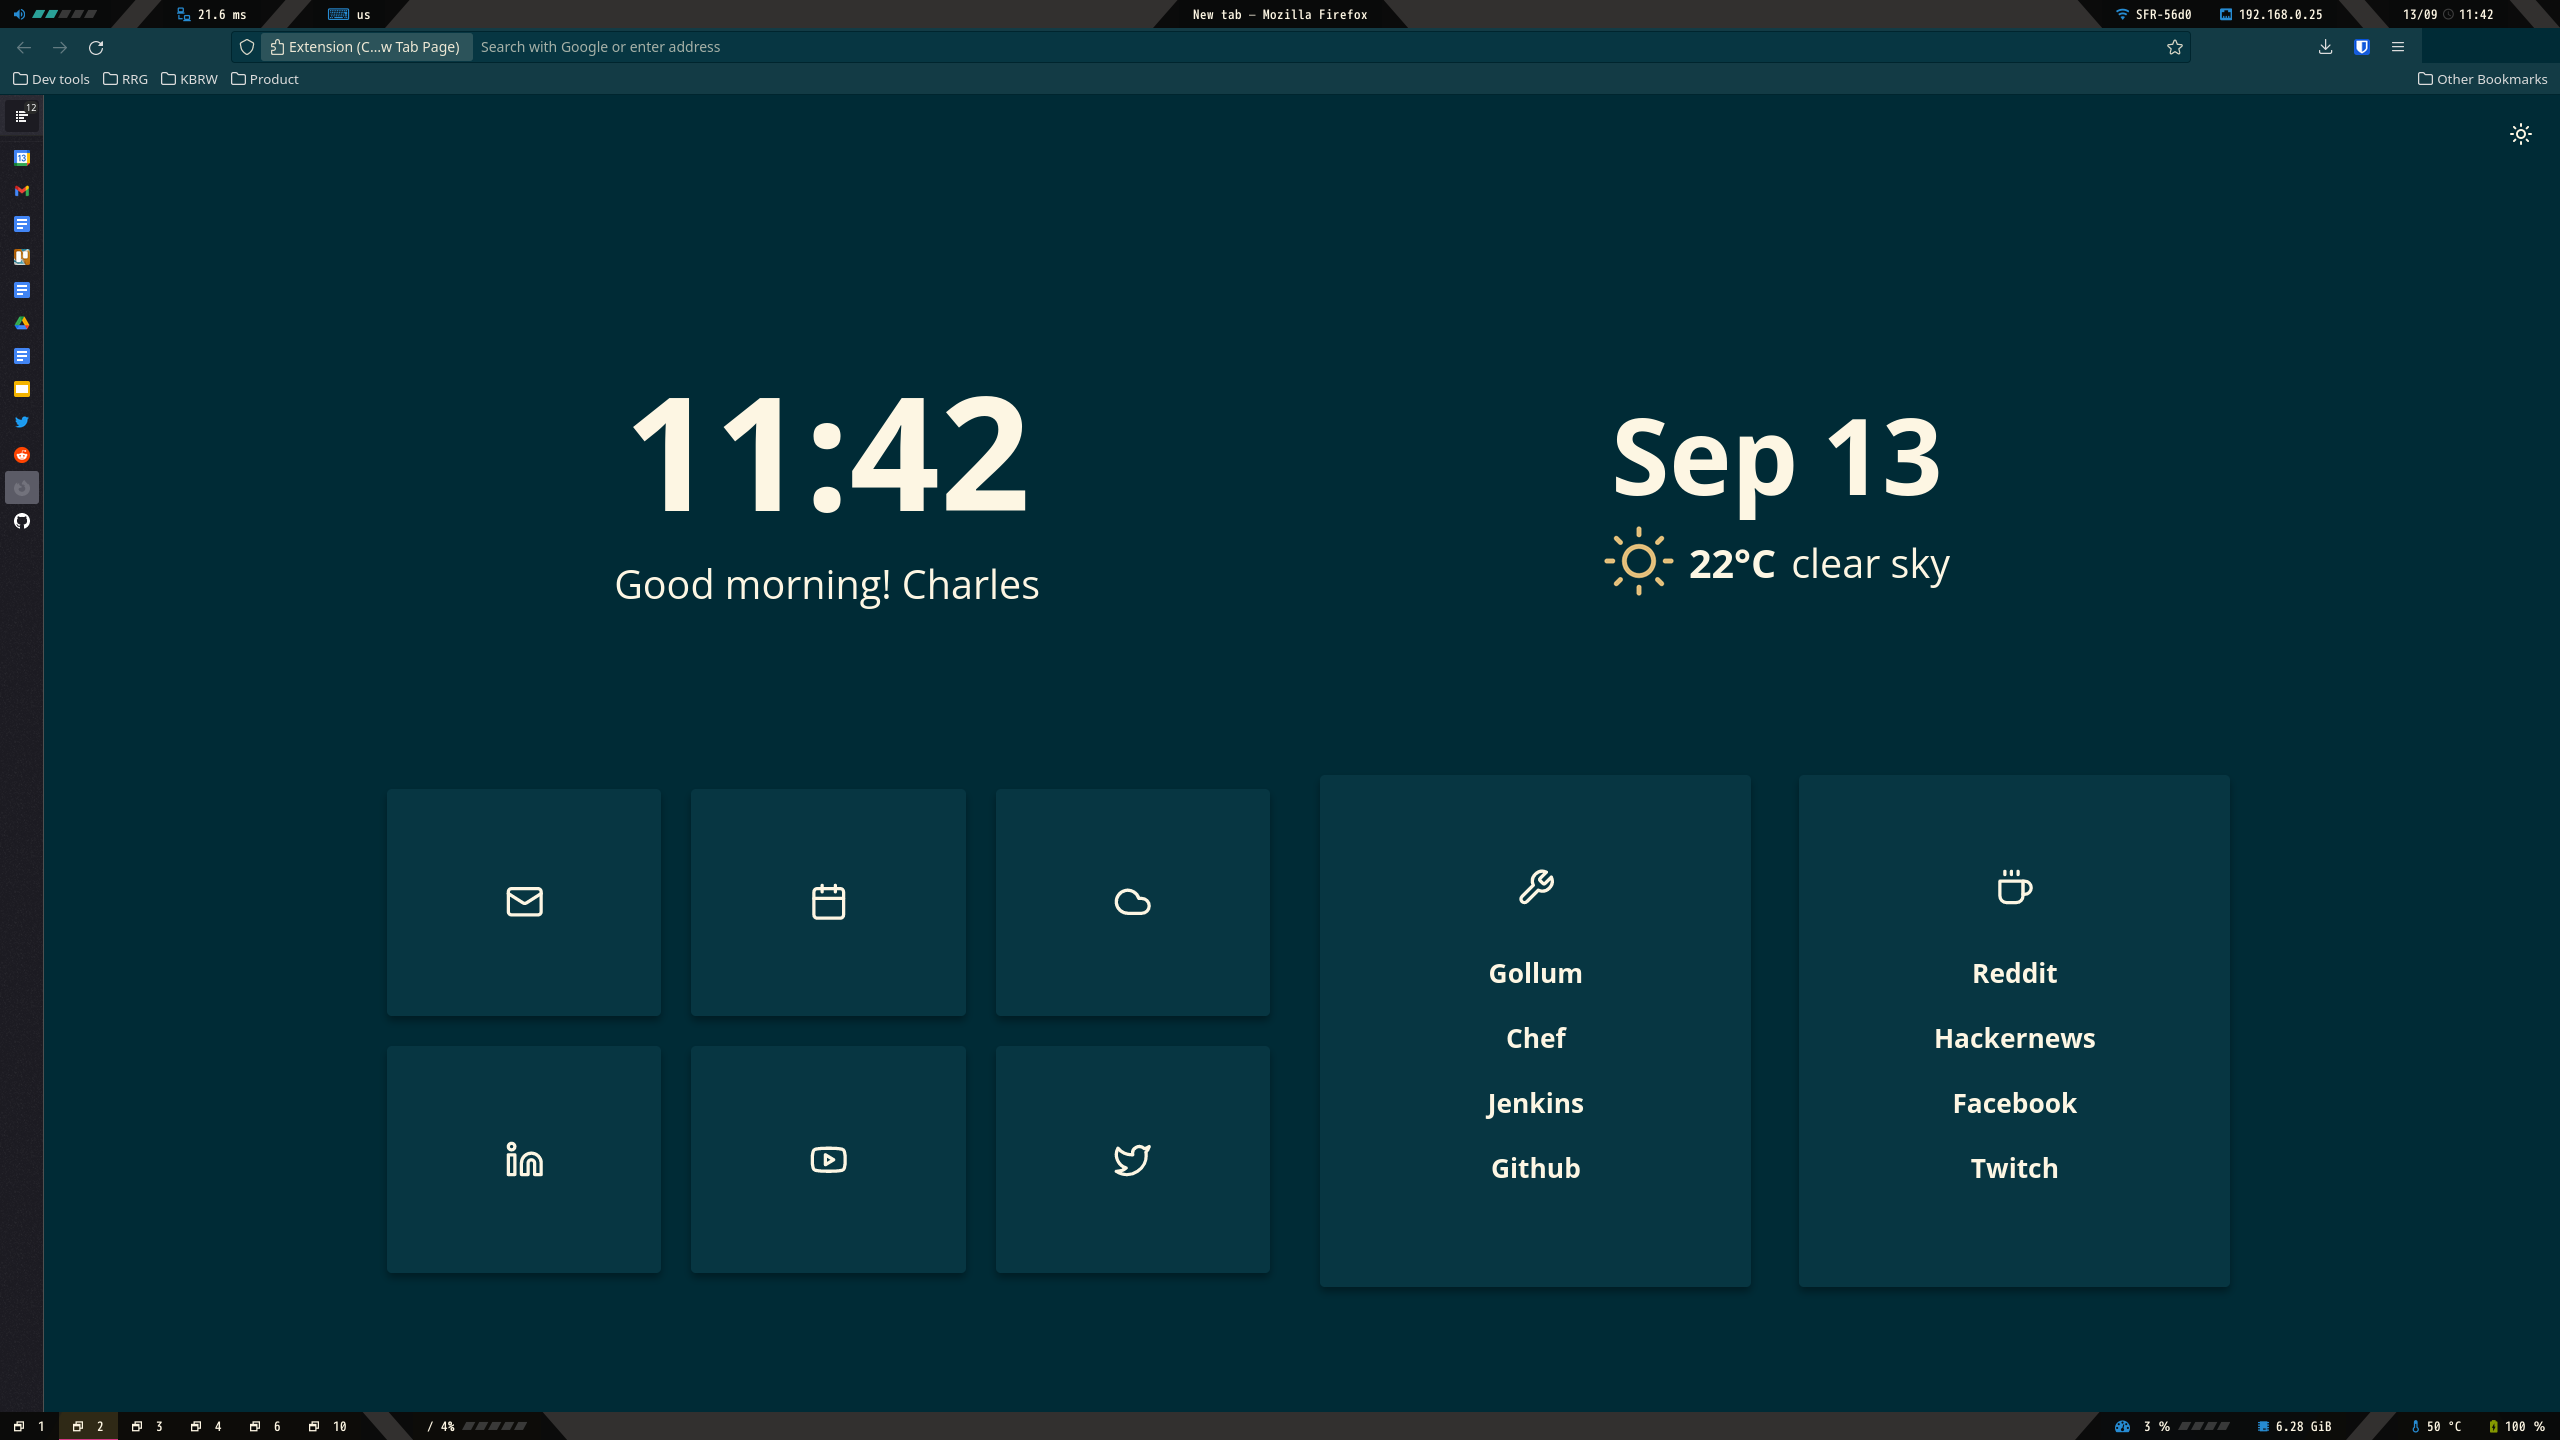 21.6 ms
us
New tab — Mozilla Firefox
SFR-56d0
192.168.0.25
13/09 11:42
Extension (C...w Tab Page)
Search with Google or enter address
Dev tools
RRG
KBRW
Product
Other Bookmarks
12
13
11:42
Good morning! Charles
Sep 13
22°C clear sky
Gollum
Chef
Jenkins
Github
Reddit
Hackernews
Facebook
Twitch
1
2
3
4
6
10
/ 4%
3 %
6.28 GiB
50 °C
100 %